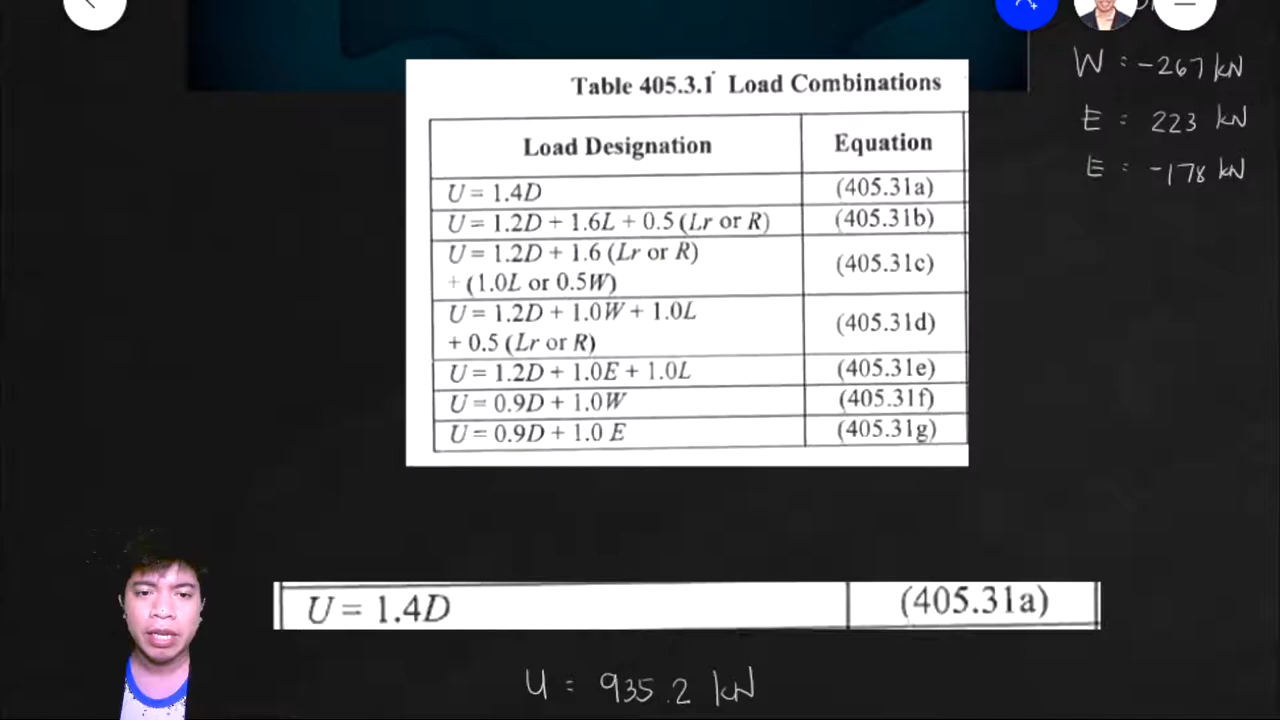 W : -267 kN
E : 223 kN
E : -178 kN
Table 405.3.1 Load Combinations
Load Designation Equation
U = 1.4D (405.31a)
U = 1.2D + 1.6L + 0.5 (Lr or R) (405.31b)
U = 1.2D + 1.6 (Lr or R)
+ (1.0L or 0.5W) (405.31c)
U = 1.2D + 1.0W + 1.0L
+ 0.5 (Lr or R) (405.31d)
U = 1.2D + 1.0E + 1.0L (405.31e)
U = 0.9D + 1.0W (405.31f)
U = 0.9D + 1.0 E (405.31g)
U = 1.4D (405.31a)
U = 935.2 kN